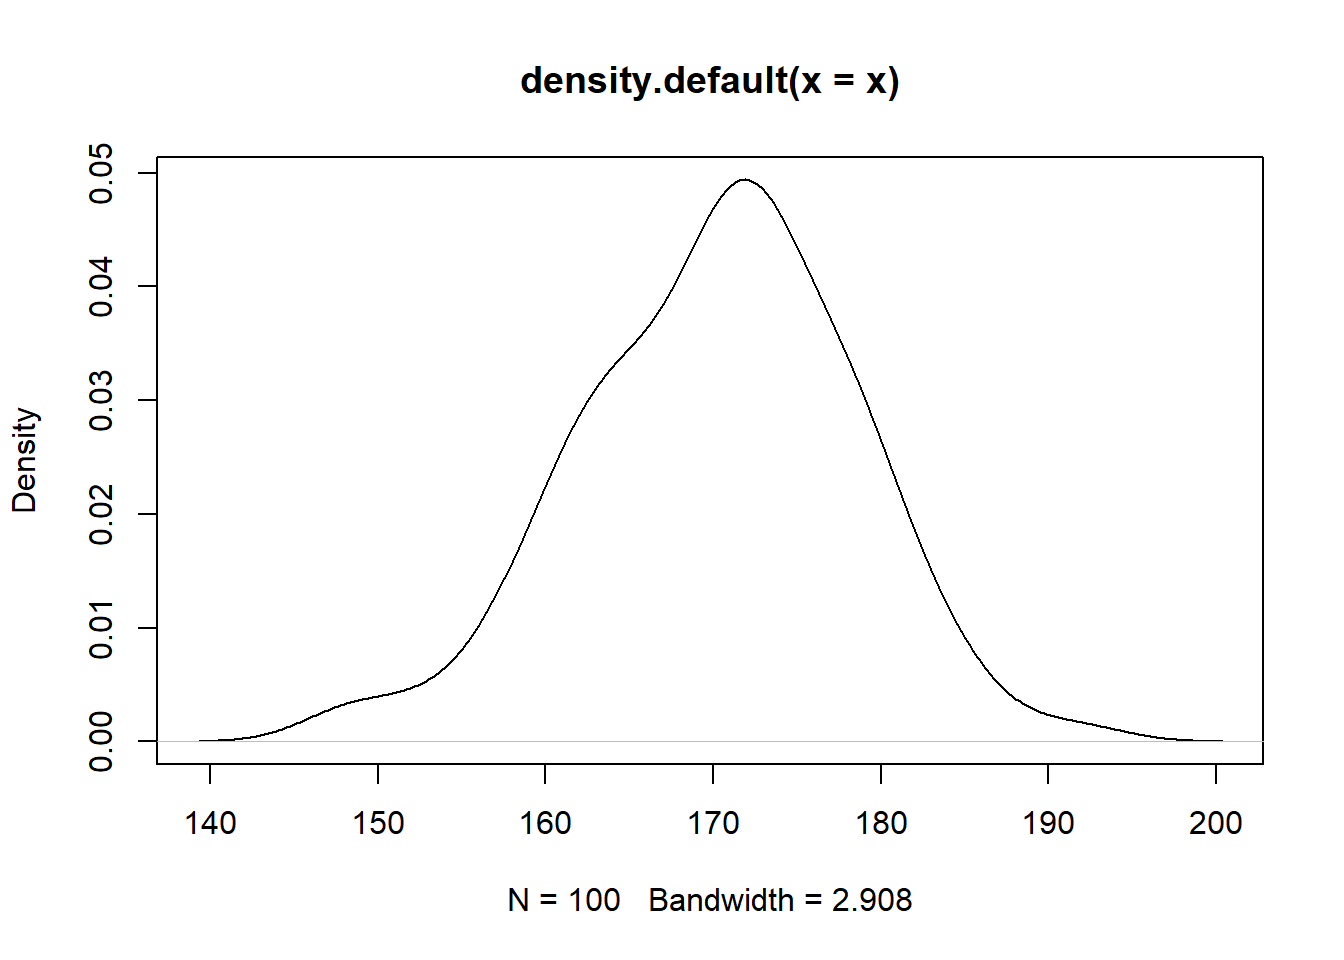 density.default(x = x)
Density
0.00
0.01
0.02
0.03
0.04
0.05
140 150 160 170 180 190 200
N = 100   Bandwidth = 2.908